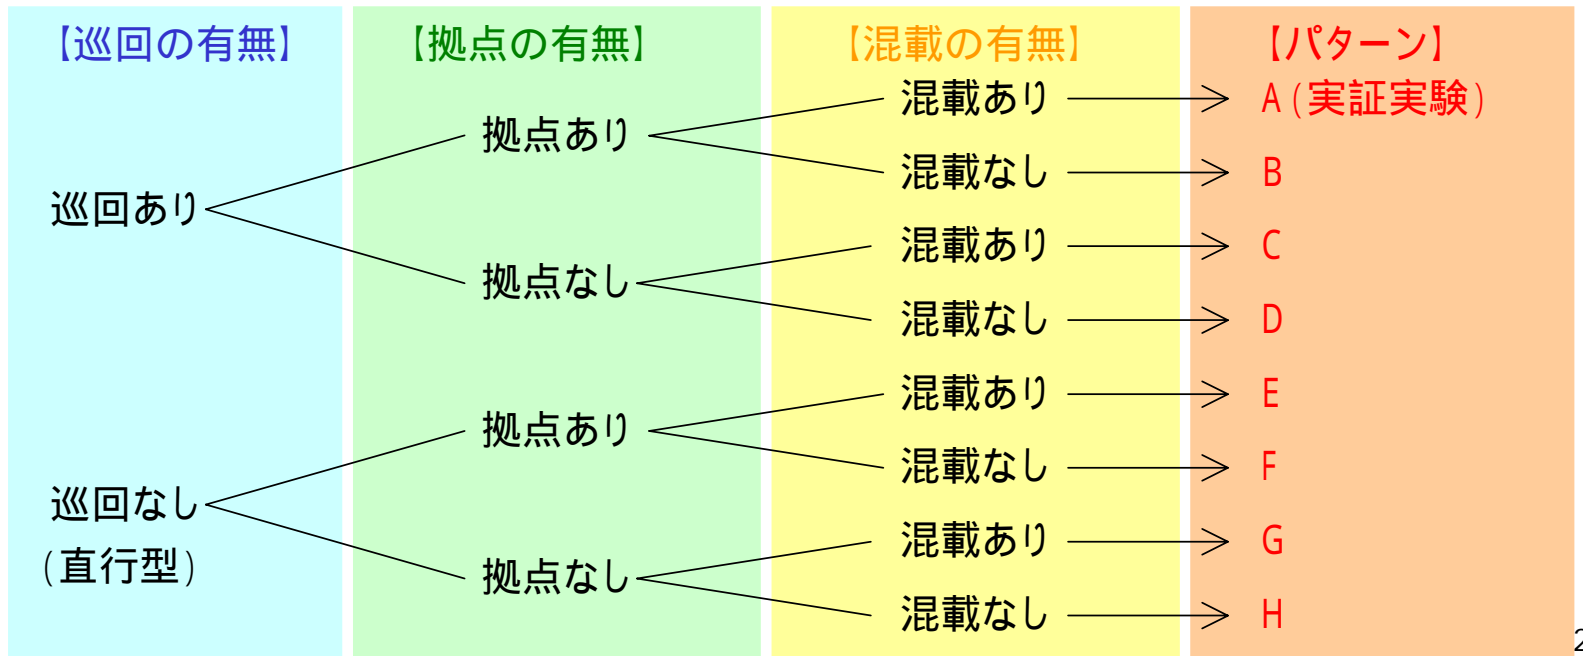 【巡回の有無】 【拠点の有無】 【混載の有無】 【パターン】
混載あり A(実証実験)
拠点あり
混載なし B
巡回あり
混載あり C
拠点なし
混載なし D
混載あり E
拠点あり
混載なし F
巡回なし
混載あり G
(直行型)
拠点なし
混載なし H
2